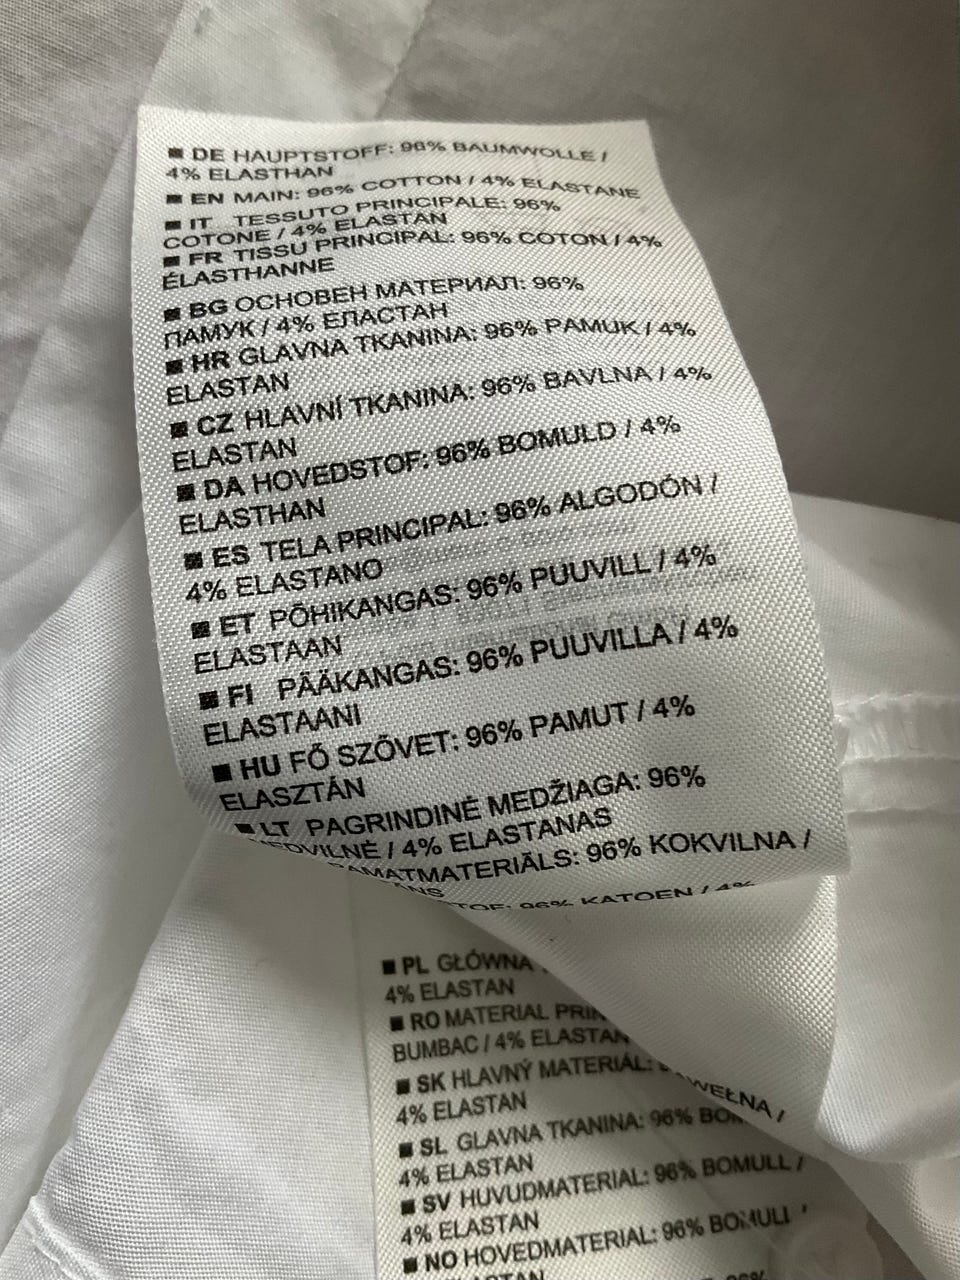 ■ DE HAUPTSTOFF: 96% BAUMWOLLE /
4% ELASTHAN
■ EN MAIN: 96% COTTON / 4% ELASTANE
■ IT TESSUTO PRINCIPALE: 96%
COTONE / 4% ELASTAN
■ FR TISSU PRINCIPAL: 96% COTON / 4%
ÉLASTHANNE
■ BG ОСНОВЕН МАТЕРИАЛ: 96%
ПАМУК / 4% ЕЛАСТАН
■ HR GLAVNA TKANINA: 96% PAMUK / 4%
ELASTAN
■ CZ HLAVNÍ TKANINA: 96% BAVLNA / 4%
ELASTAN
■ DA HOVEDSTOF: 96% BOMULD / 4%
ELASTHAN
■ ES TELA PRINCIPAL: 96% ALGODÓN /
4% ELASTANO
■ ET PÕHIKANGAS: 96% PUUVILL / 4%
ELASTAAN
■ FI PÄÄKANGAS: 96% PUUVILLA / 4%
ELASTAANI
■ HU FŐ SZŐVET: 96% PAMUT / 4%
ELASZTÁN
■ LT PAGRINDINĖ MEDŽIAGA: 96%
/ 4% ELASTANAS
96% KOKVILNA /
96% KATOEN / 4%
■ PL GŁÓWNA
4% ELASTAN
■ RO MATERIAL
BUMBAC / 4% ELASTAN
■ SK HLAVNÝ MATERIÁL:
4% ELASTAN
■ SL GLAVNA TKANINA: 96%
4% ELASTAN
■ SV HUVUDMATERIAL: 96% BOMULL /
4% ELASTAN
■ NO HOVEDMATERIAL: 96% BOMULL